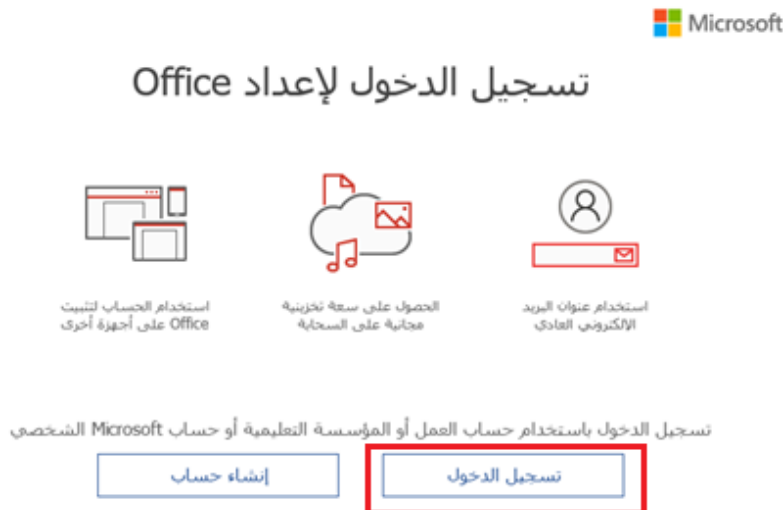 Microsoft
تسجيل الدخول لإعداد Office
استخدام عنوان البريد
الإلكتروني العادي
الحصول على سعة تخزينية
مجانية على السحابة
استخدام الحساب لتثبيت
Office على أجهزة أخرى
تسجيل الدخول باستخدام حساب العمل أو المؤسسة التعليمية أو حساب Microsoft الشخصي
تسجيل الدخول
إنشاء حساب